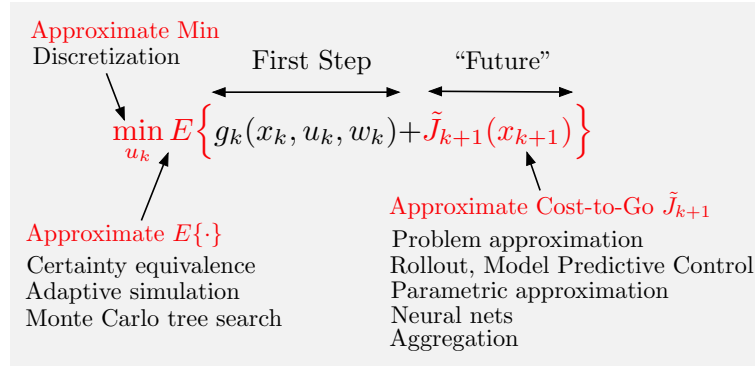 Approximate Min
Discretization
First Step
“Future”
min E{g_k(x_k, u_k, w_k)+J̃_{k+1}(x_{k+1})}
u_k
Approximate E{·}
Certainty equivalence
Adaptive simulation
Monte Carlo tree search
Approximate Cost-to-Go J̃_{k+1}
Problem approximation
Rollout, Model Predictive Control
Parametric approximation
Neural nets
Aggregation